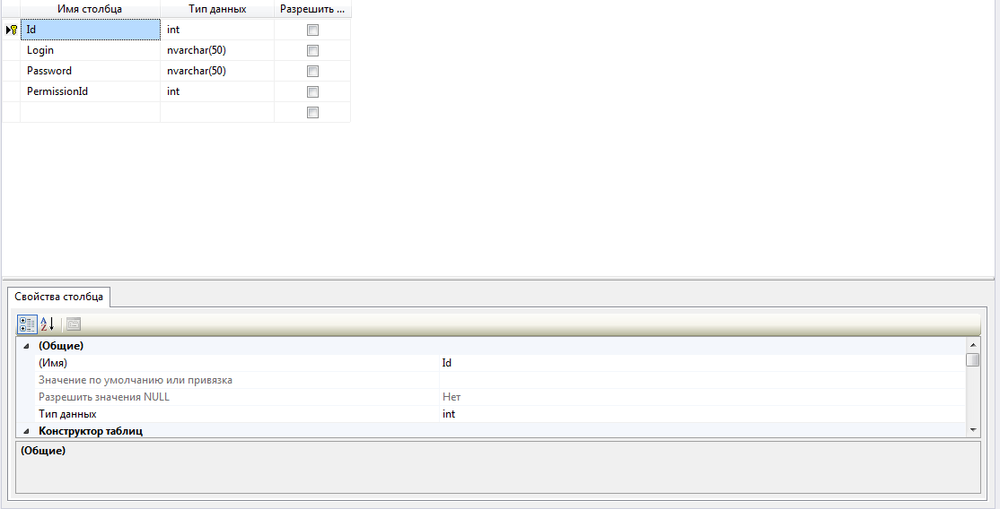 Имя столбца Тип данных Разрешить ...
Id int
Login nvarchar(50)
Password nvarchar(50)
PermissionId int
Свойства столбца
(Общие)
(Имя) Id
Значение по умолчанию или привязка
Разрешить значения NULL Нет
Тип данных int
Конструктор таблиц
(Общие)